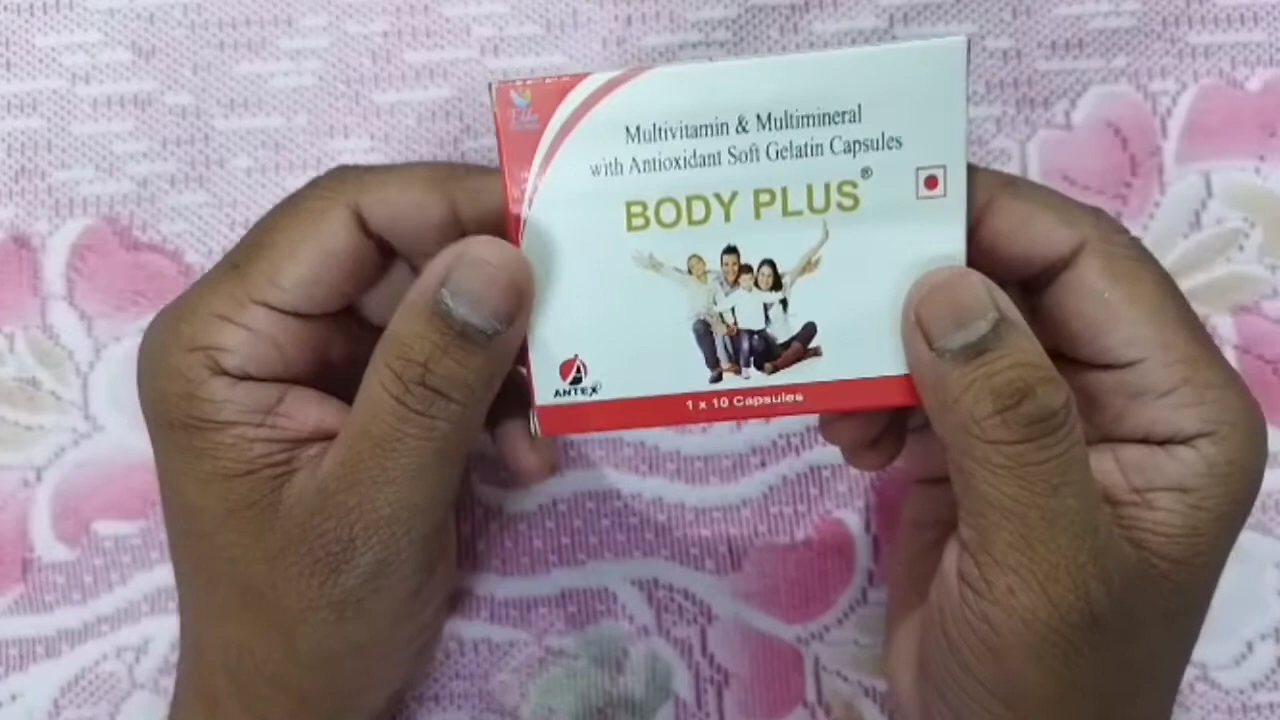 Multivitamin & Multimineral
with Antioxidant Soft Gelatin Capsules
BODY PLUS®
ANTEX
1 x 10 Capsules